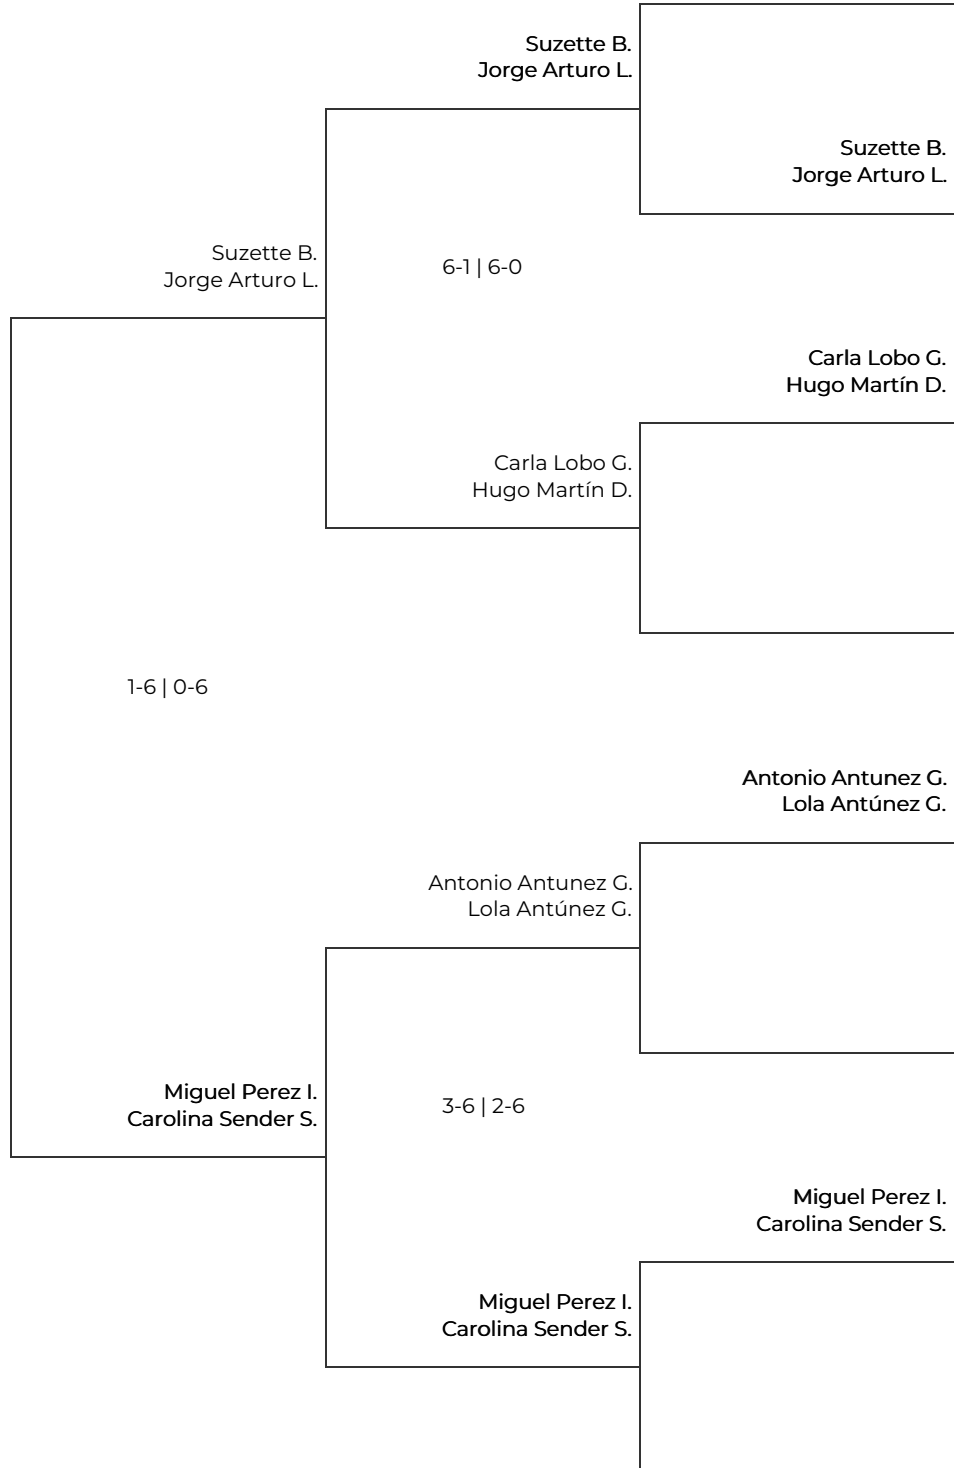 Suzette B.
Jorge Arturo L.
Suzette B.
Jorge Arturo L.
Suzette B.
Jorge Arturo L.
6-1 | 6-0
Carla Lobo G.
Hugo Martín D.
Carla Lobo G.
Hugo Martín D.
1-6 | 0-6
Antonio Antunez G.
Lola Antúnez G.
Antonio Antunez G.
Lola Antúnez G.
Miguel Perez I.
Carolina Sender S.
3-6 | 2-6
Miguel Perez I.
Carolina Sender S.
Miguel Perez I.
Carolina Sender S.